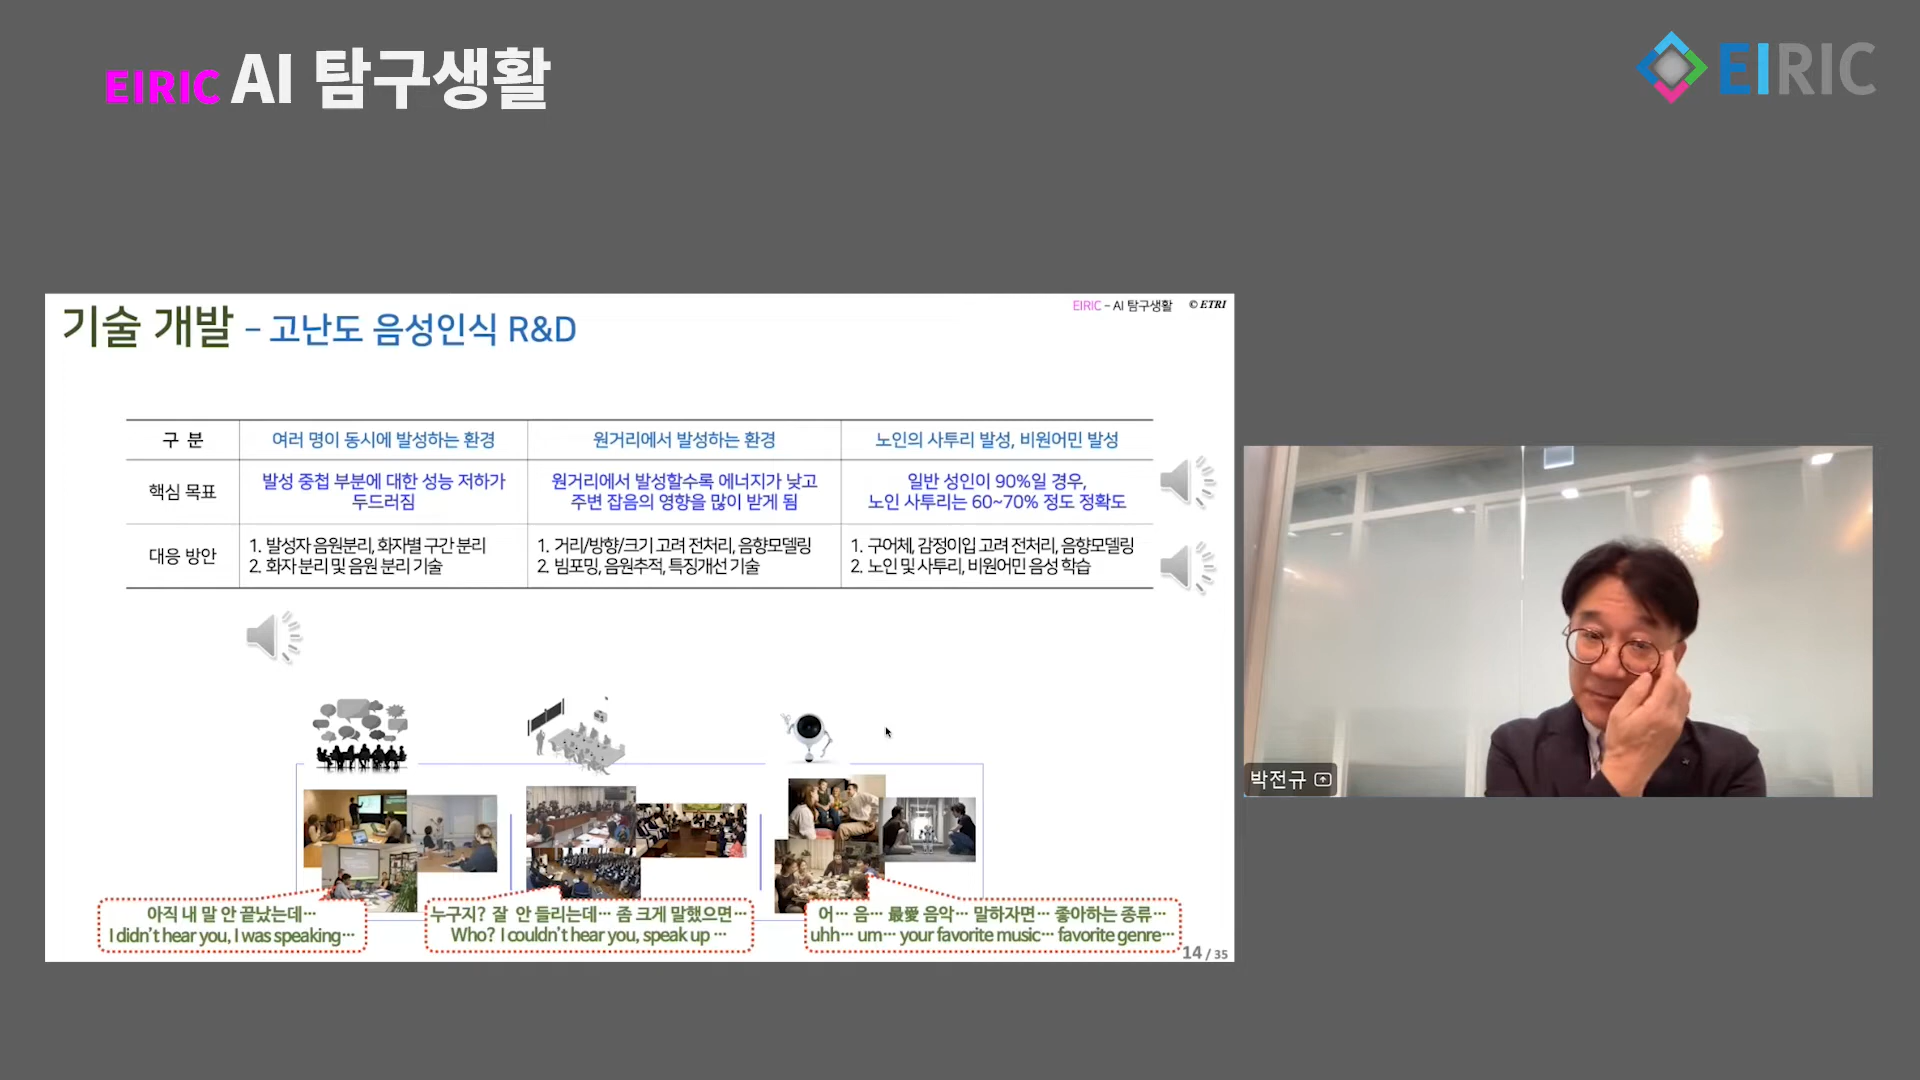 EIRIC AI 탐구생활
EIRIC
기술 개발 – 고난도 음성인식 R&D
EIRIC – AI 탐구생활 © ETRI
구 분
여러 명이 동시에 발성하는 환경
원거리에서 발성하는 환경
노인의 사투리 발성, 비원어민 발성
핵심 목표
발성 중첩 부분에 대한 성능 저하가
두드러짐
원거리에서 발성할수록 에너지가 낮고
주변 잡음의 영향을 많이 받게 됨
일반 성인이 90%일 경우,
노인 사투리는 60~70% 정도 정확도
대응 방안
1. 발성자 음원분리, 화자별 구간 분리
2. 화자 분리 및 음원 분리 기술
1. 거리/방향/크기 고려 전처리, 음향모델링
2. 빔포밍, 음원추적, 특징개선 기술
1. 구어체, 감정이입 고려 전처리, 음향모델링
2. 노인 및 사투리, 비원어민 음성 학습
아직 내 말 안 끝났는데…
I didn't hear you, I was speaking…
누구지? 잘 안 들리는데… 좀 크게 말했으면…
Who? I couldn't hear you, speak up …
어… 음… 最愛 음악… 말하자면… 좋아하는 종류…
uhh… um… your favorite music… favorite genre…
14 / 35
박전규